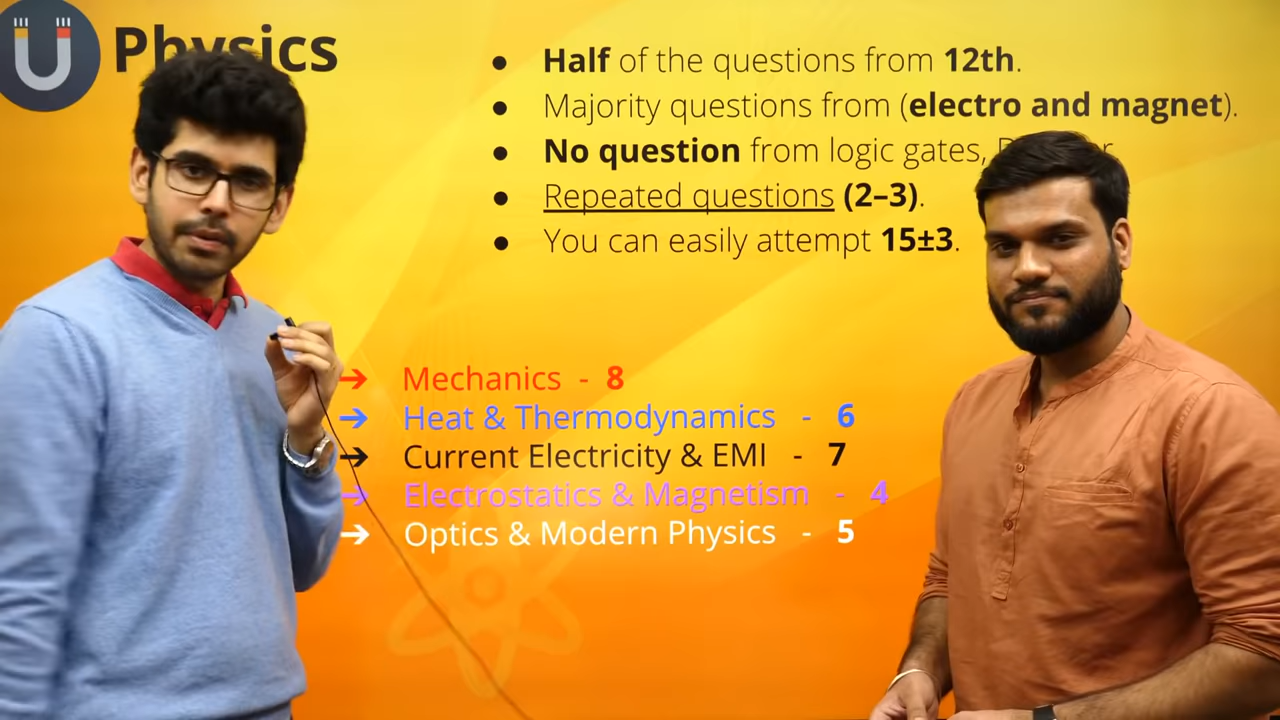 Physics
● Half of the questions from 12th.
● Majority questions from (electro and magnet).
● No question from logic gates,
● Repeated questions (2–3).
● You can easily attempt 15±3.
➔ Mechanics - 8
➔ Heat & Thermodynamics - 6
➔ Current Electricity & EMI - 7
➔ Electrostatics & Magnetism - 4
➔ Optics & Modern Physics - 5